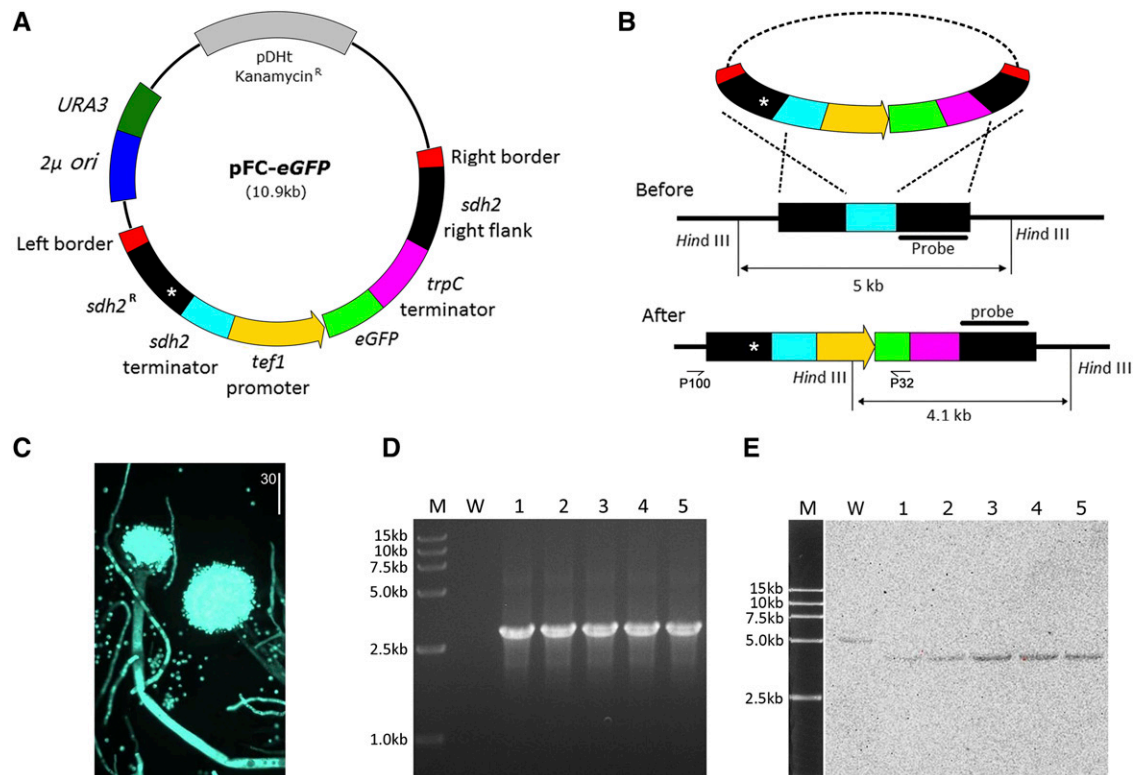 A
pDHt
Kanamycin R
URA3
2μ ori
pFC-eGFP
(10.9kb)
Right border
sdh2
right flank
Left border
sdh2 R
*
sdh2
terminator
tef1
promoter
eGFP
trpC
terminator
B
*
Before
Hind III
Probe
Hind III
5 kb
After
probe
*
P100
Hind III
P32
Hind III
4.1 kb
C
30
D
M W 1 2 3 4 5
15kb
10kb
7.5kb
5.0kb
2.5kb
1.0kb
E
M W 1 2 3 4 5
15kb
10kb
7.5kb
5.0kb
2.5kb